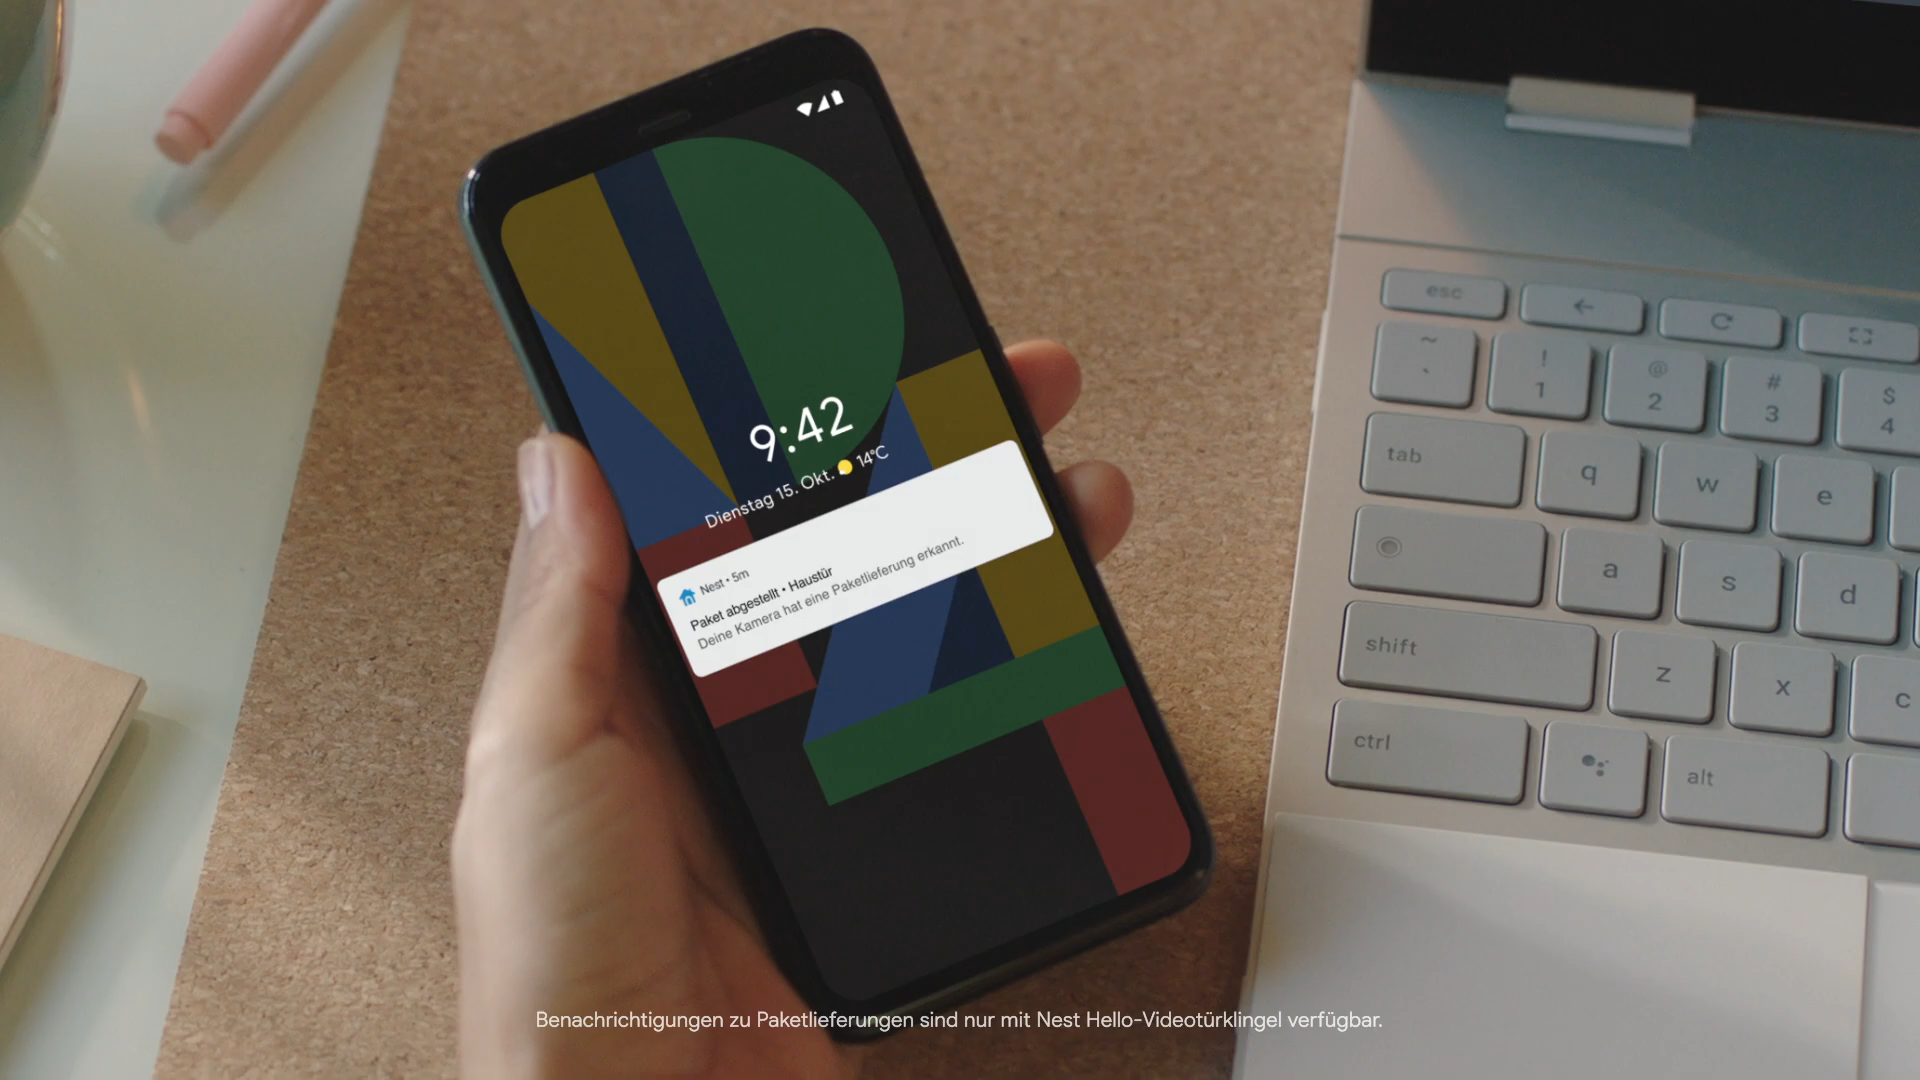 9:42
Dienstag 15. Okt. 14°C
Nest • 5m
Paket abgestellt • Haustür
Deine Kamera hat eine Paketlieferung erkannt.
esc
~ ! @ # $
` 1 2 3 4
tab q w e
a s d
shift z x c
ctrl alt
Benachrichtigungen zu Paketlieferungen sind nur mit Nest Hello-Videotürklingel verfügbar.